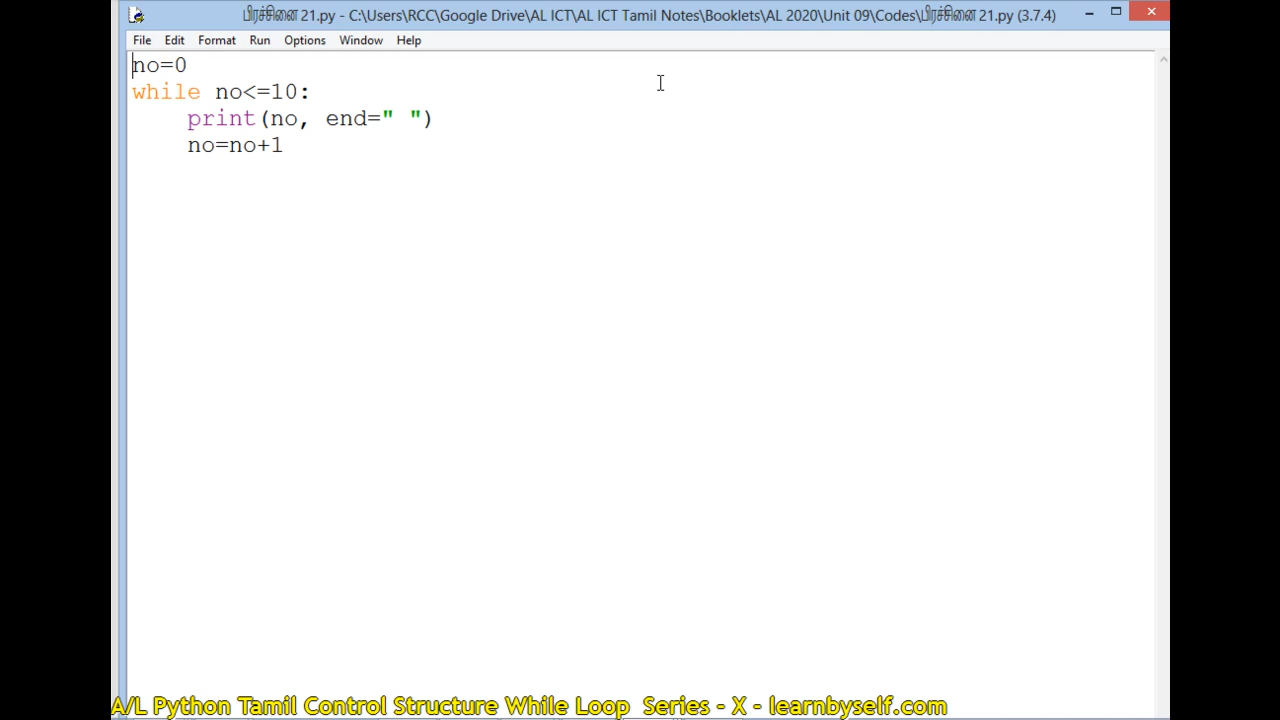 பிரச்சினை 21.py - C:\Users\RCC\Google Drive\AL ICT\AL ICT Tamil Notes\Booklets\AL 2020\Unit 09\Codes\பிரச்சினை 21.py (3.7.4)
File Edit Format Run Options Window Help
no=0
while no<=10:
    print(no, end=" ")
    no=no+1
A/L Python Tamil Control Structure While Loop  Series - X - learnbyself.com